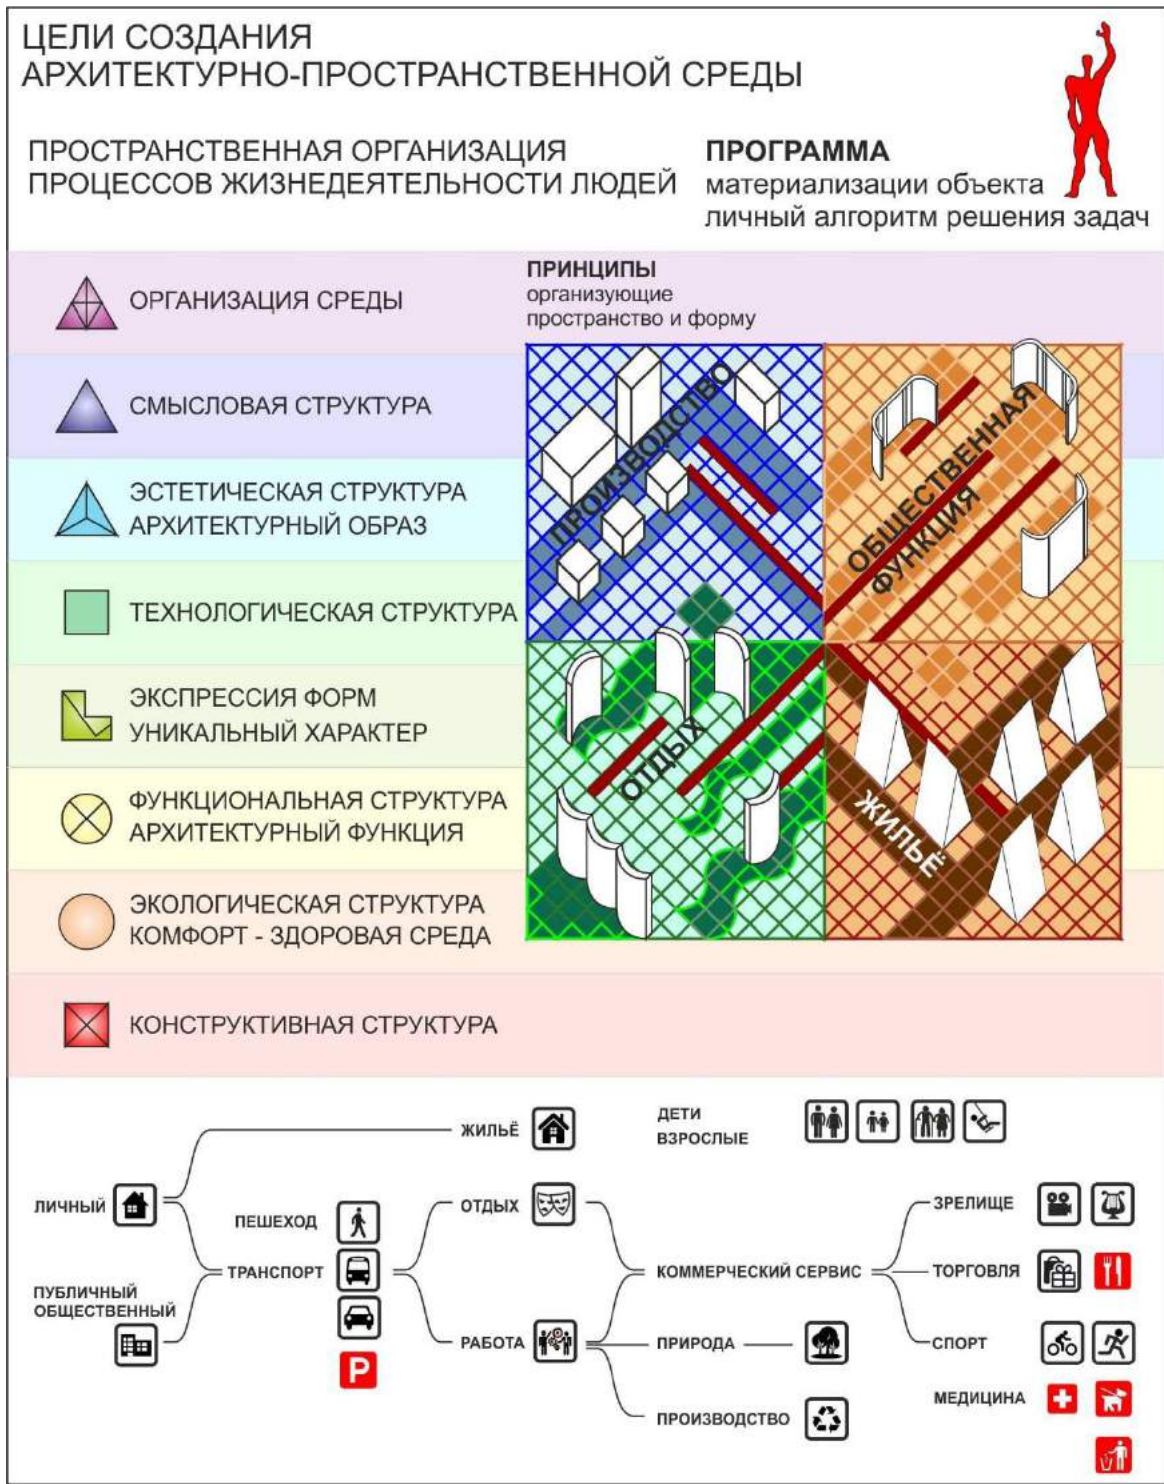 ЦЕЛИ СОЗДАНИЯ
АРХИТЕКТУРНО-ПРОСТРАНСТВЕННОЙ СРЕДЫ
ПРОСТРАНСТВЕННАЯ ОРГАНИЗАЦИЯ
ПРОЦЕССОВ ЖИЗНЕДЕЯТЕЛЬНОСТИ ЛЮДЕЙ
ПРОГРАММА
материализации объекта
личный алгоритм решения задач
ОРГАНИЗАЦИЯ СРЕДЫ
ПРИНЦИПЫ
организующие
пространство и форму
СМЫСЛОВАЯ СТРУКТУРА
ЭСТЕТИЧЕСКАЯ СТРУКТУРА
АРХИТЕКТУРНЫЙ ОБРАЗ
ТЕХНОЛОГИЧЕСКАЯ СТРУКТУРА
ЭКСПРЕССИЯ ФОРМ
УНИКАЛЬНЫЙ ХАРАКТЕР
ФУНКЦИОНАЛЬНАЯ СТРУКТУРА
АРХИТЕКТУРНЫЙ ФУНКЦИЯ
ЭКОЛОГИЧЕСКАЯ СТРУКТУРА
КОМФОРТ - ЗДОРОВАЯ СРЕДА
КОНСТРУКТИВНАЯ СТРУКТУРА
ПРОИЗВОДСТВО
ОБЩЕСТВЕННАЯ
ФУНКЦИЯ
ОТДЫХ
ЖИЛЬЁ
ЖИЛЬЁ
ДЕТИ
ВЗРОСЛЫЕ
ЛИЧНЫЙ
ПЕШЕХОД
ОТДЫХ
ЗРЕЛИЩЕ
ТРАНСПОРТ
КОММЕРЧЕСКИЙ СЕРВИС
ТОРГОВЛЯ
ПУБЛИЧНЫЙ
ОБЩЕСТВЕННЫЙ
РАБОТА
ПРИРОДА
СПОРТ
P
МЕДИЦИНА
ПРОИЗВОДСТВО